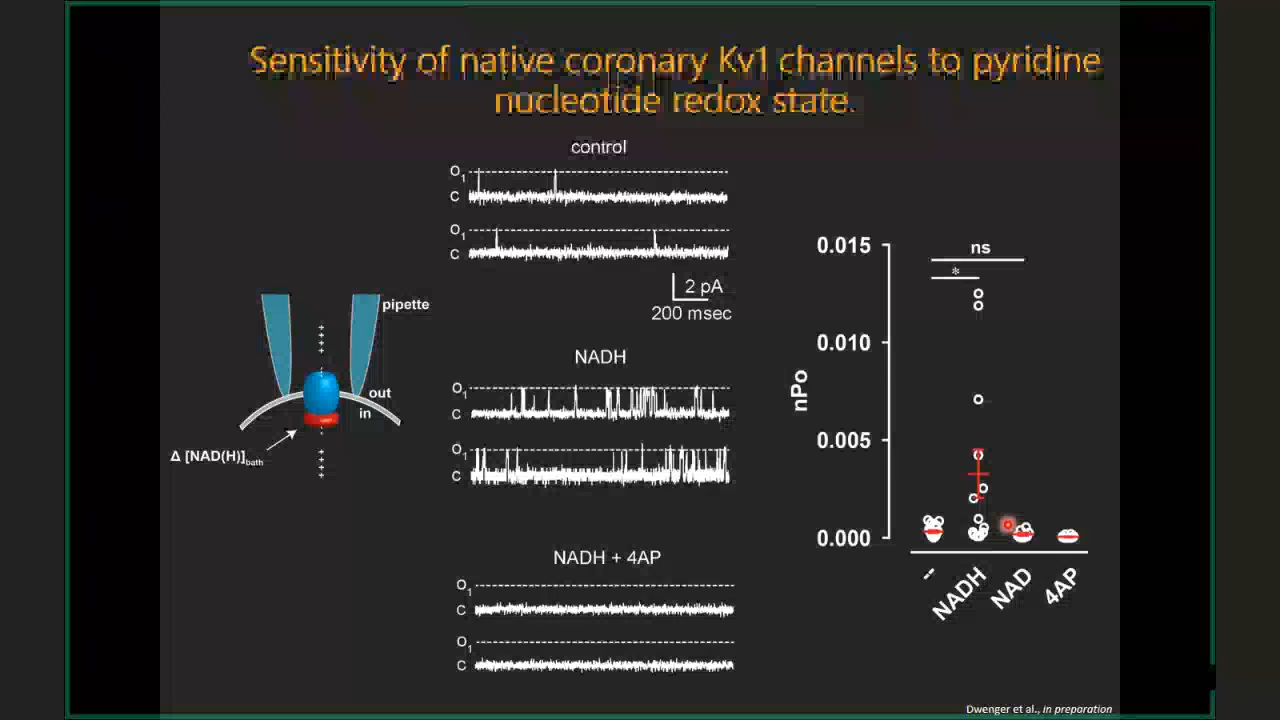 Sensitivity of native coronary Kv1 channels to pyridine
nucleotide redox state.
control
O1
C
O1
C
2 pA
200 msec
pipette
out
in
Δ [NAD(H)]bath
NADH
O1
C
O1
C
NADH + 4AP
O1
C
O1
C
nPo
0.015
0.010
0.005
0.000
ns
*
--
NADH
NAD
4AP
Dwenger et al., in preparation